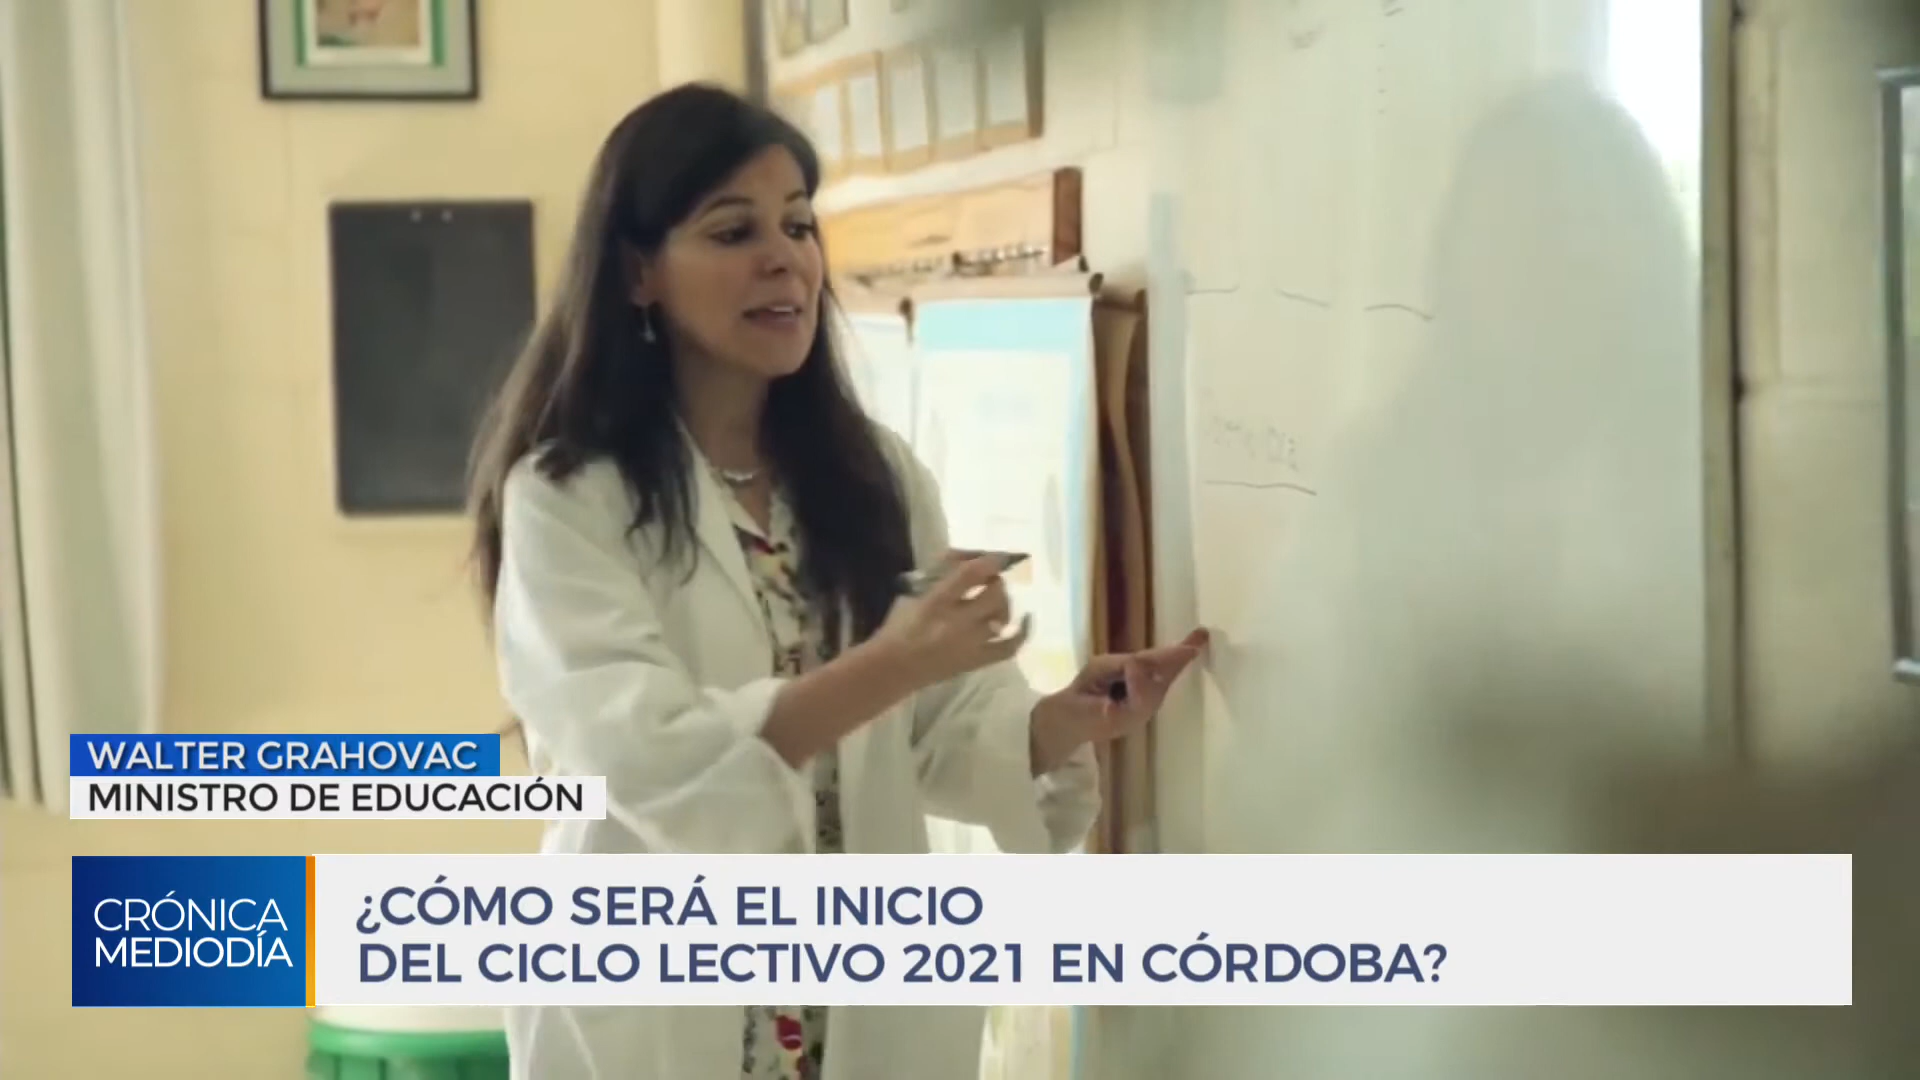 WALTER GRAHOVAC
MINISTRO DE EDUCACIÓN
CRÓNICA
MEDIODÍA
¿CÓMO SERÁ EL INICIO
DEL CICLO LECTIVO 2021 EN CÓRDOBA?